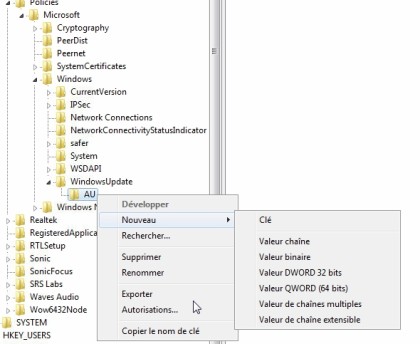 Policies
Microsoft
Cryptography
PeerDist
Peernet
SystemCertificates
Windows
CurrentVersion
IPSec
Network Connections
NetworkConnectivityStatusIndicator
safer
System
WSDAPI
WindowsUpdate
AU
Windows N
Realtek
RegisteredApplica
RTLSetup
Sonic
SonicFocus
SRS Labs
Waves Audio
Wow6432Node
SYSTEM
HKEY_USERS
Développer
Nouveau
Rechercher...
Supprimer
Renommer
Exporter
Autorisations...
Copier le nom de clé
Clé
Valeur chaîne
Valeur binaire
Valeur DWORD 32 bits
Valeur QWORD (64 bits)
Valeur de chaînes multiples
Valeur de chaîne extensible